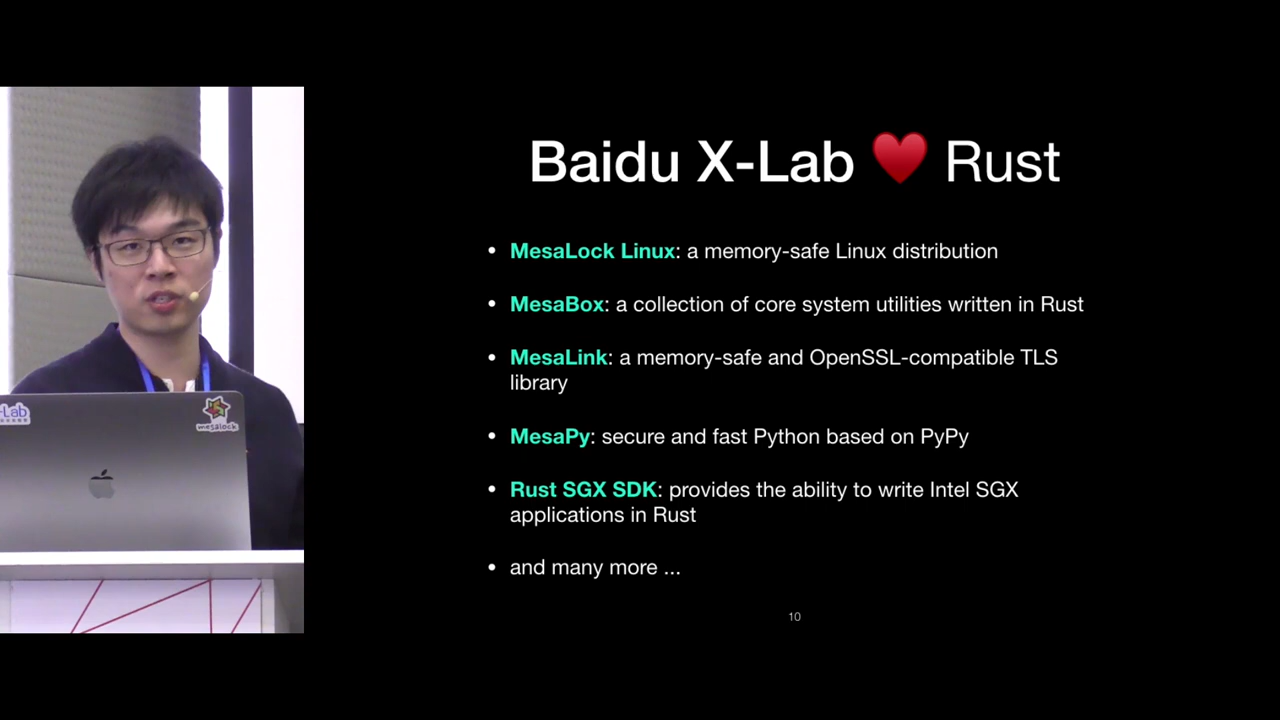 Baidu X-Lab ♥ Rust
• MesaLock Linux: a memory-safe Linux distribution
• MesaBox: a collection of core system utilities written in Rust
• MesaLink: a memory-safe and OpenSSL-compatible TLS
library
• MesaPy: secure and fast Python based on PyPy
• Rust SGX SDK: provides the ability to write Intel SGX
applications in Rust
• and many more ...
10
-Lab
mesalock